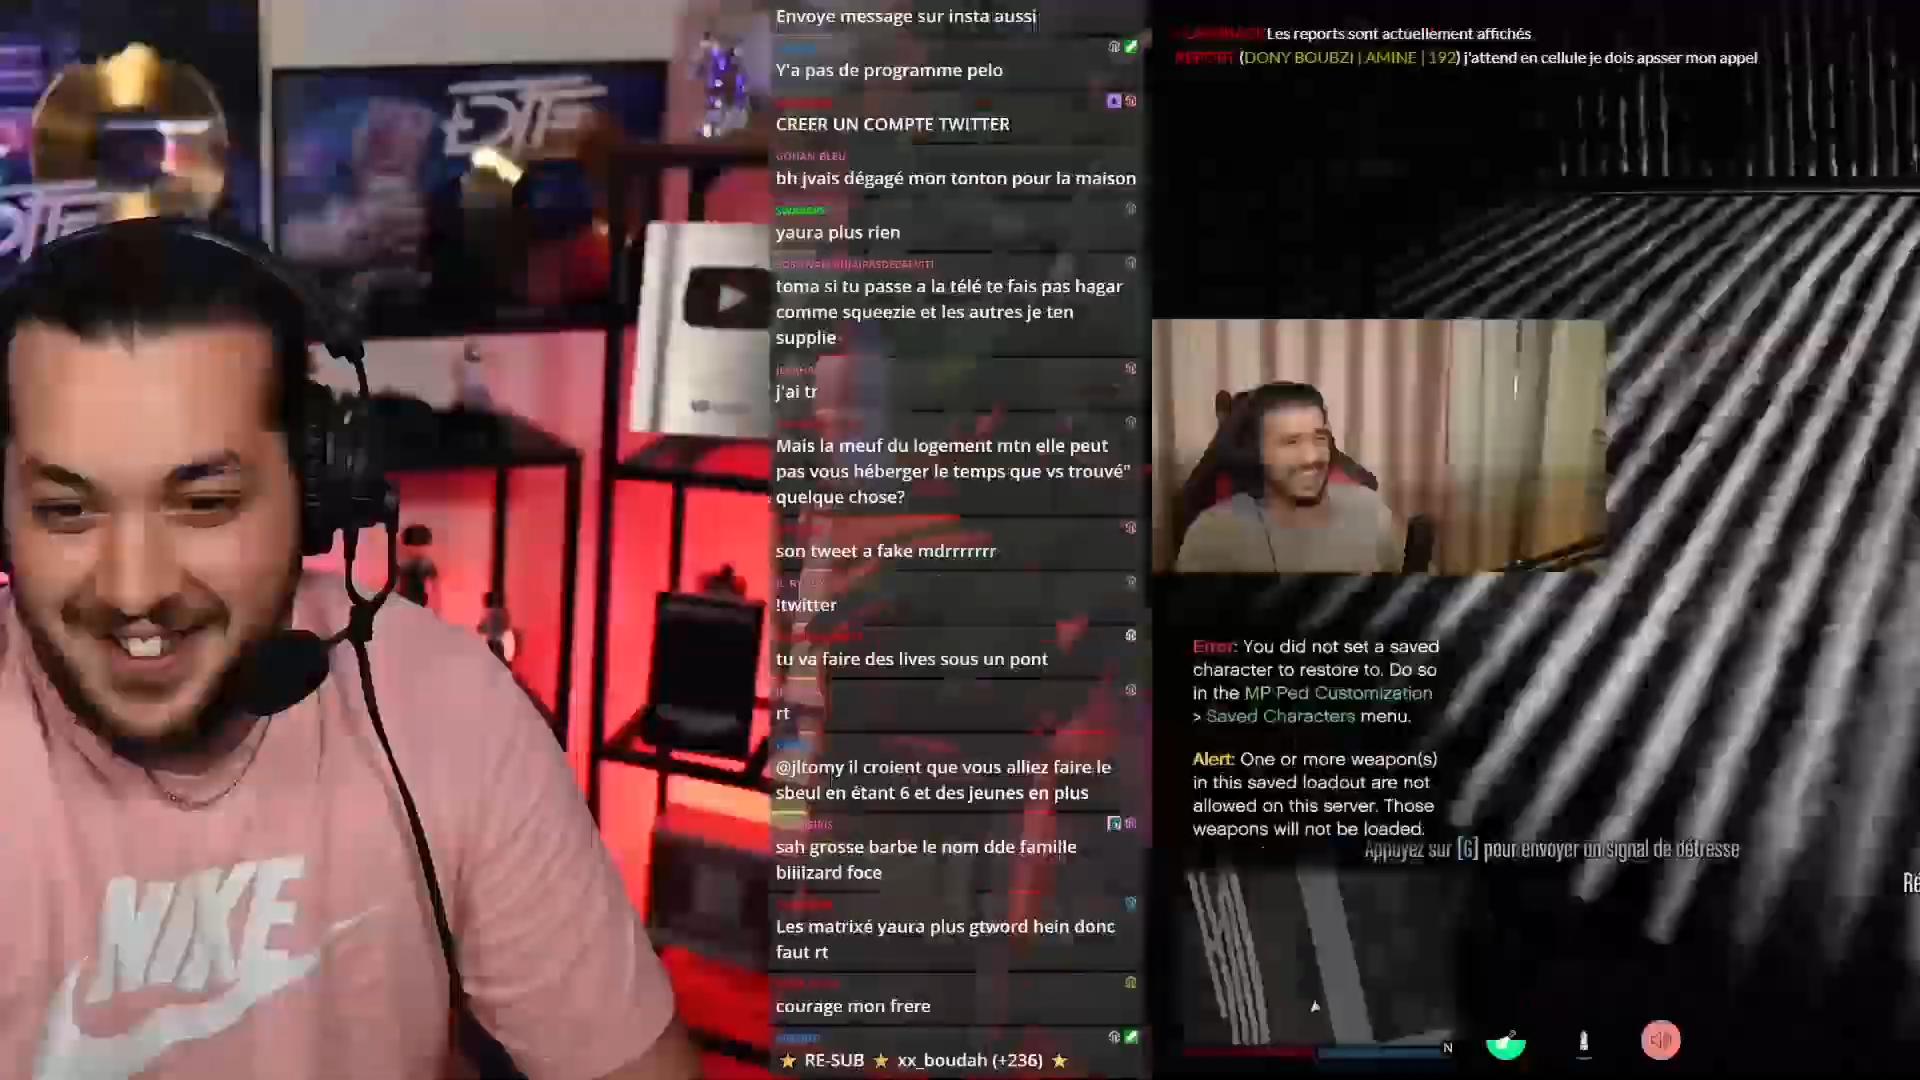 Envoye message sur insta aussi
Y'a pas de programme pelo
CREER UN COMPTE TWITTER
GOHAN BLEU
bh jvais dégagé mon tonton pour la maison
yaura plus rien
toma si tu passe a la télé te fais pas hagar
comme squeezie et les autres je ten
supplie
j'ai tr
Mais la meuf du logement mtn elle peut
pas vous héberger le temps que vs trouvé"
quelque chose?
son tweet a fake mdrrrrrrr
!twitter
tu va faire des lives sous un pont
rt
@jltomy il croient que vous alliez faire le
sbeul en étant 6 et des jeunes en plus
sah grosse barbe le nom dde famille
biiiizard foce
Les matrixé yaura plus gtword hein donc
faut rt
courage mon frere
RE-SUB xx_boudah (+236)
Les reports sont actuellement affichés
REPORT (DONY BOUBZI | AMINE | 192) j'attend en cellule je dois apsser mon appel
Error: You did not set a saved
character to restore to. Do so
in the MP Ped Customization
> Saved Characters menu.
Alert: One or more weapon(s)
in this saved loadout are not
allowed on this server. Those
weapons will not be loaded.
Appuyez sur [G] pour envoyer un signal de détresse
Ré
N
NIKE